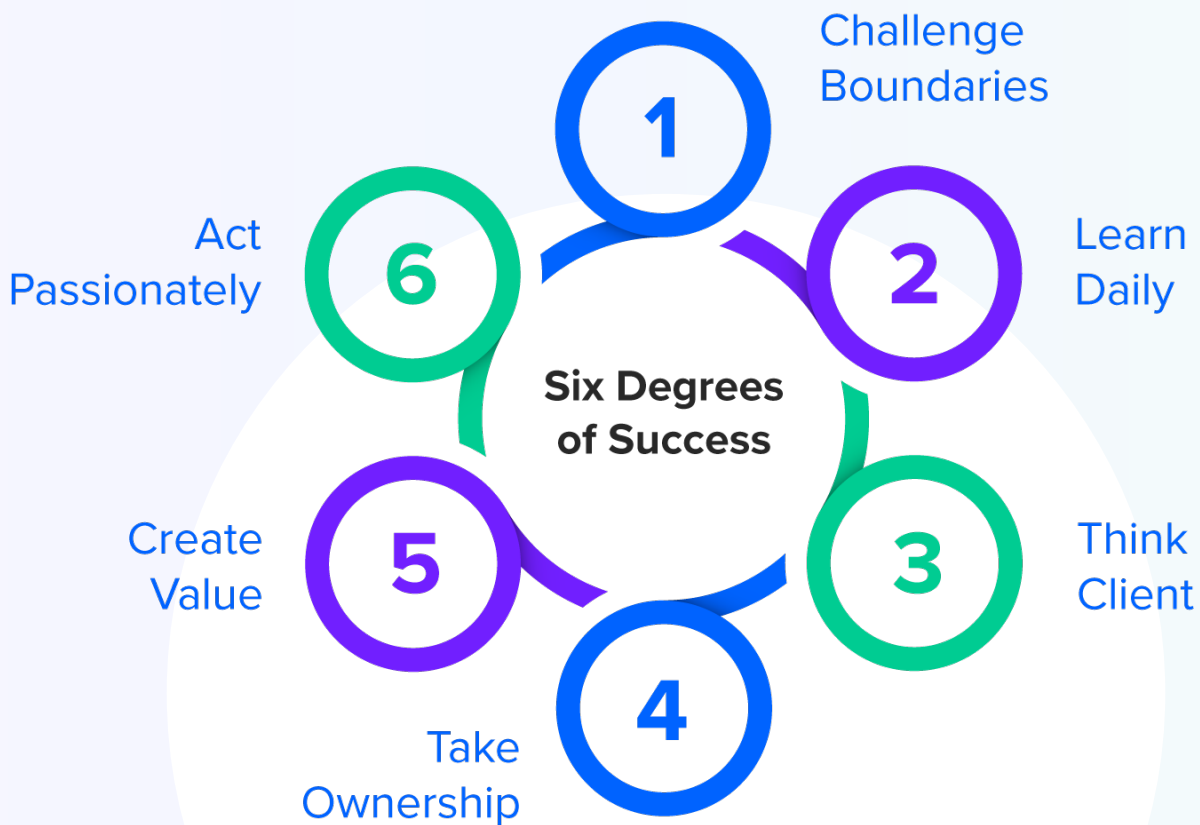 Six Degrees
of Success
1
Challenge
Boundaries
2
Learn
Daily
3
Think
Client
4
Take
Ownership
5
Create
Value
6
Act
Passionately